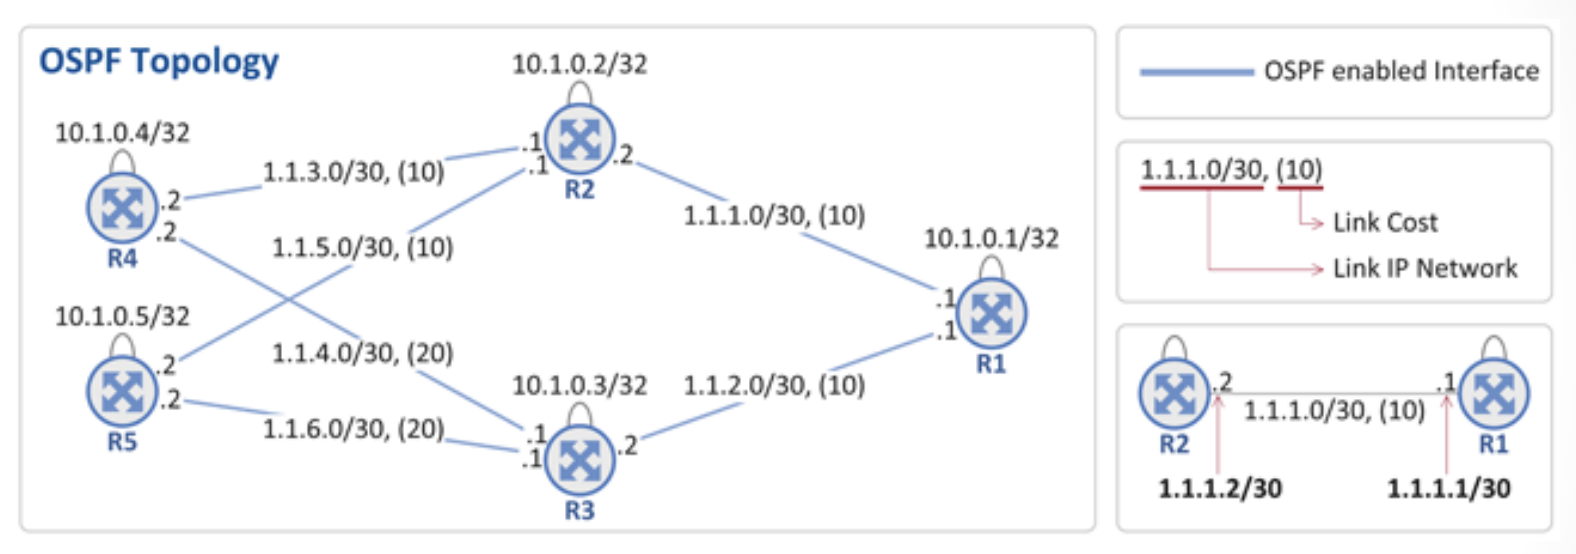 OSPF Topology
10.1.0.2/32
10.1.0.4/32
1.1.3.0/30, (10)
.1
.1
.2
R2
.2
.2
R4
1.1.5.0/30, (10)
1.1.1.0/30, (10)
10.1.0.1/32
.1
.1
R1
10.1.0.5/32
.2
.2
R5
1.1.4.0/30, (20)
10.1.0.3/32
1.1.2.0/30, (10)
1.1.6.0/30, (20)
.1
.1
.2
R3
OSPF enabled Interface
1.1.1.0/30, (10)
Link Cost
Link IP Network
.2
.1
1.1.1.0/30, (10)
R2
R1
1.1.1.2/30
1.1.1.1/30